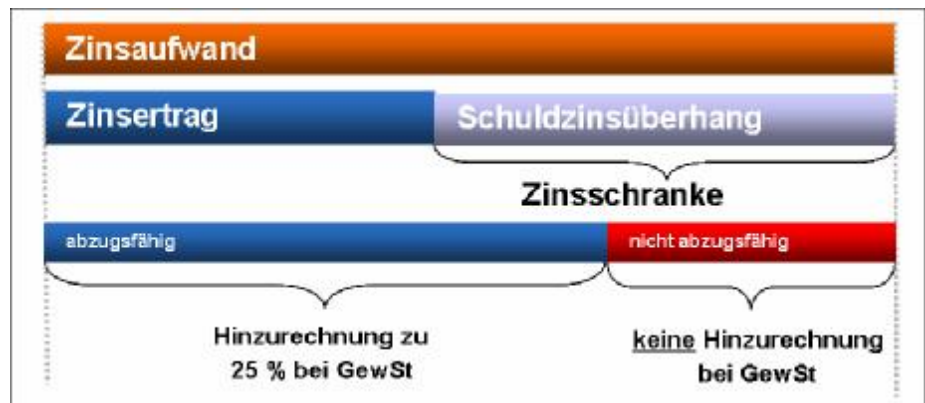 Zinsaufwand
Zinsertrag
Schuldzinsüberhang
Zinsschranke
abzugsfähig
nicht abzugsfähig
Hinzurechnung zu
25 % bei GewSt
keine Hinzurechnung
bei GewSt